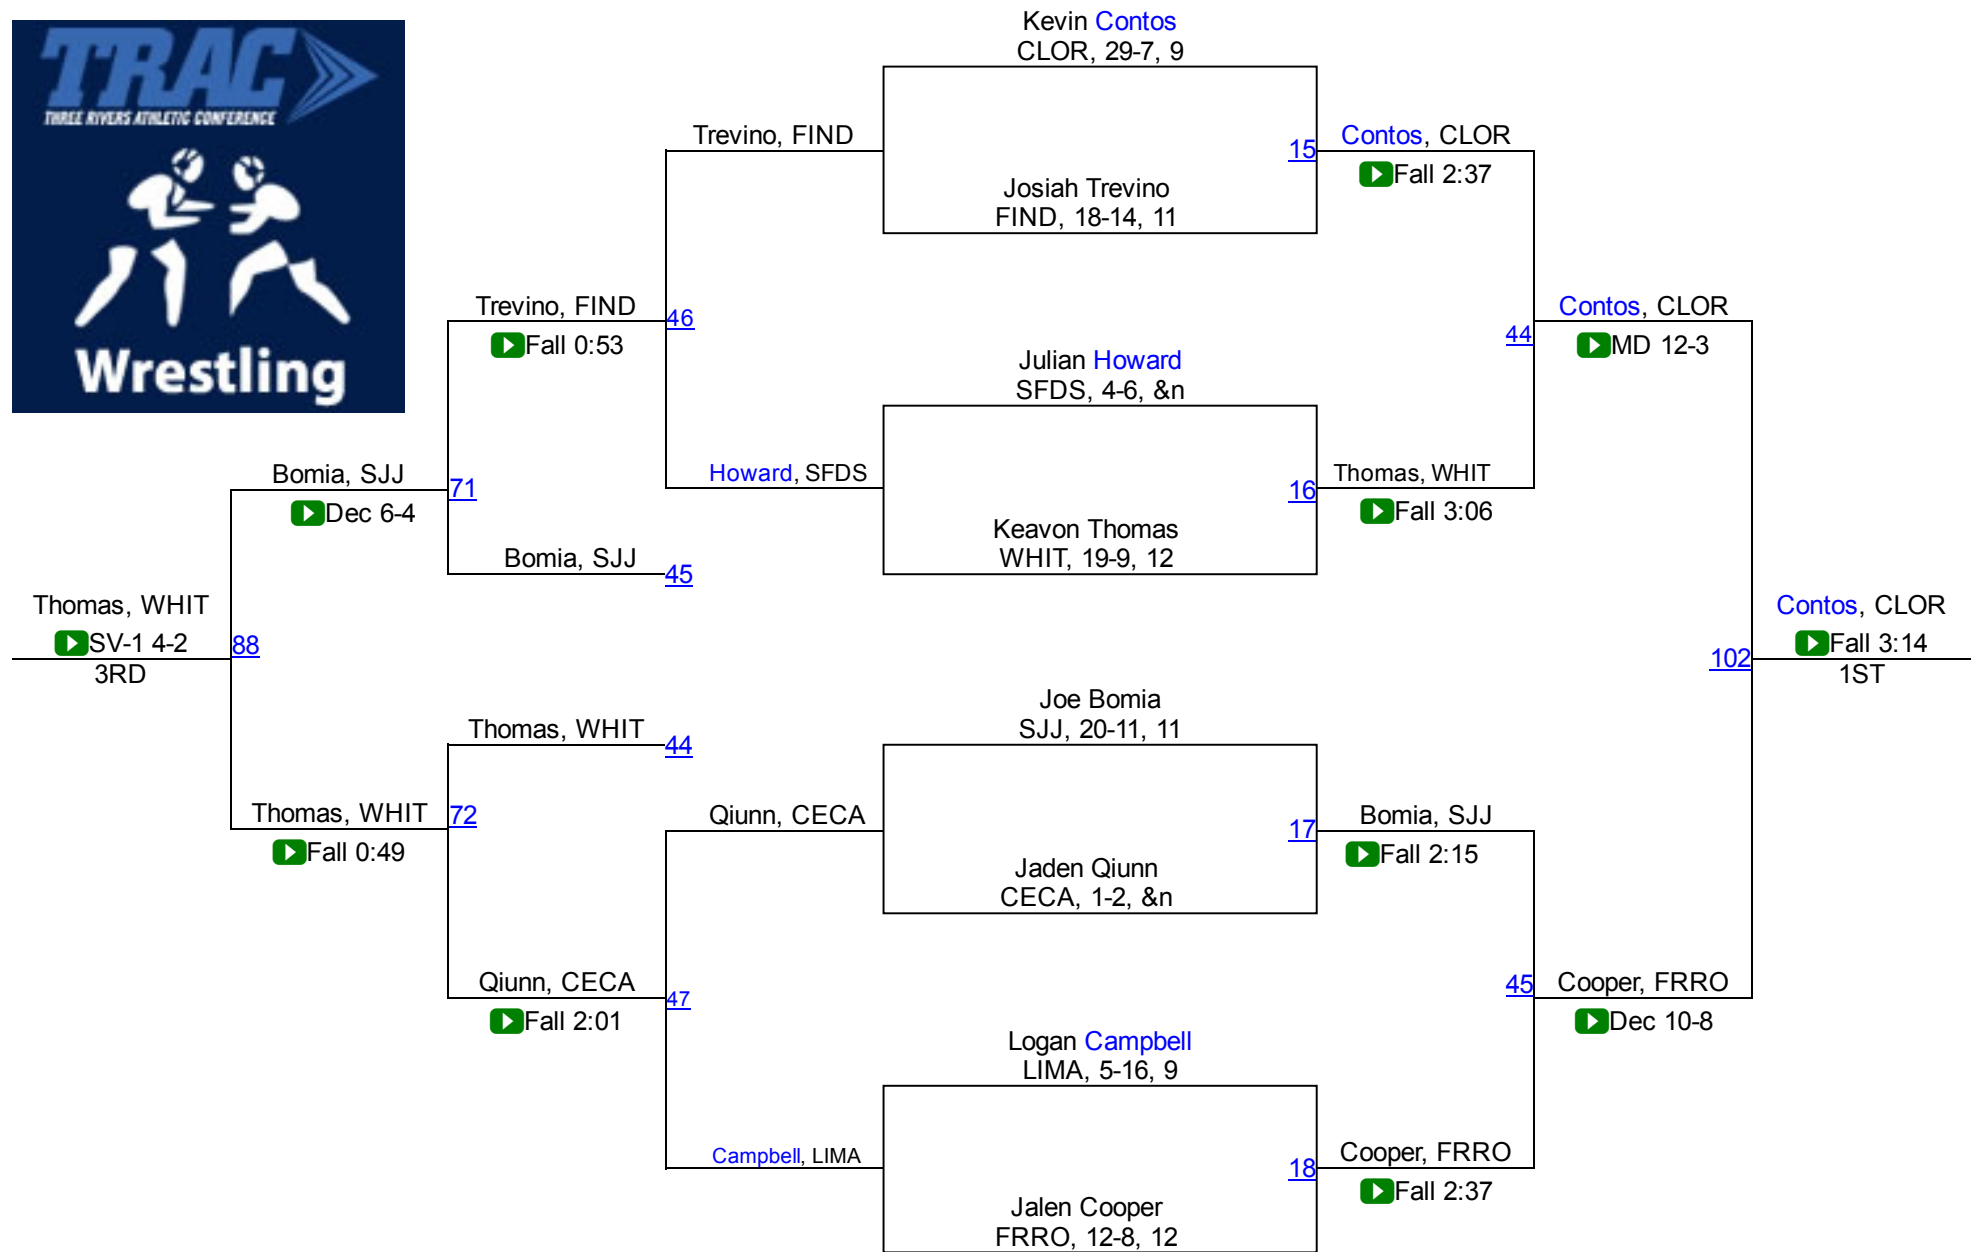 TRAC
THREE RIVERS ATHLETIC CONFERENCE
Wrestling
Kevin Contos
CLOR, 29-7, 9
Trevino, FIND
15
Contos, CLOR
Fall 2:37
Josiah Trevino
FIND, 18-14, 11
Trevino, FIND
46
Fall 0:53
Contos, CLOR
44
MD 12-3
Julian Howard
SFDS, 4-6, &n
Bomia, SJJ
71
Dec 6-4
Howard, SFDS
16
Thomas, WHIT
Fall 3:06
Keavon Thomas
WHIT, 19-9, 12
Bomia, SJJ
45
Thomas, WHIT
SV-1 4-2
88
3RD
Contos, CLOR
Fall 3:14
102
1ST
Joe Bomia
SJJ, 20-11, 11
Thomas, WHIT
44
Thomas, WHIT
72
Fall 0:49
Qiunn, CECA
17
Bomia, SJJ
Fall 2:15
Jaden Qiunn
CECA, 1-2, &n
Qiunn, CECA
47
Fall 2:01
45
Cooper, FRRO
Dec 10-8
Logan Campbell
LIMA, 5-16, 9
Campbell, LIMA
18
Cooper, FRRO
Fall 2:37
Jalen Cooper
FRRO, 12-8, 12